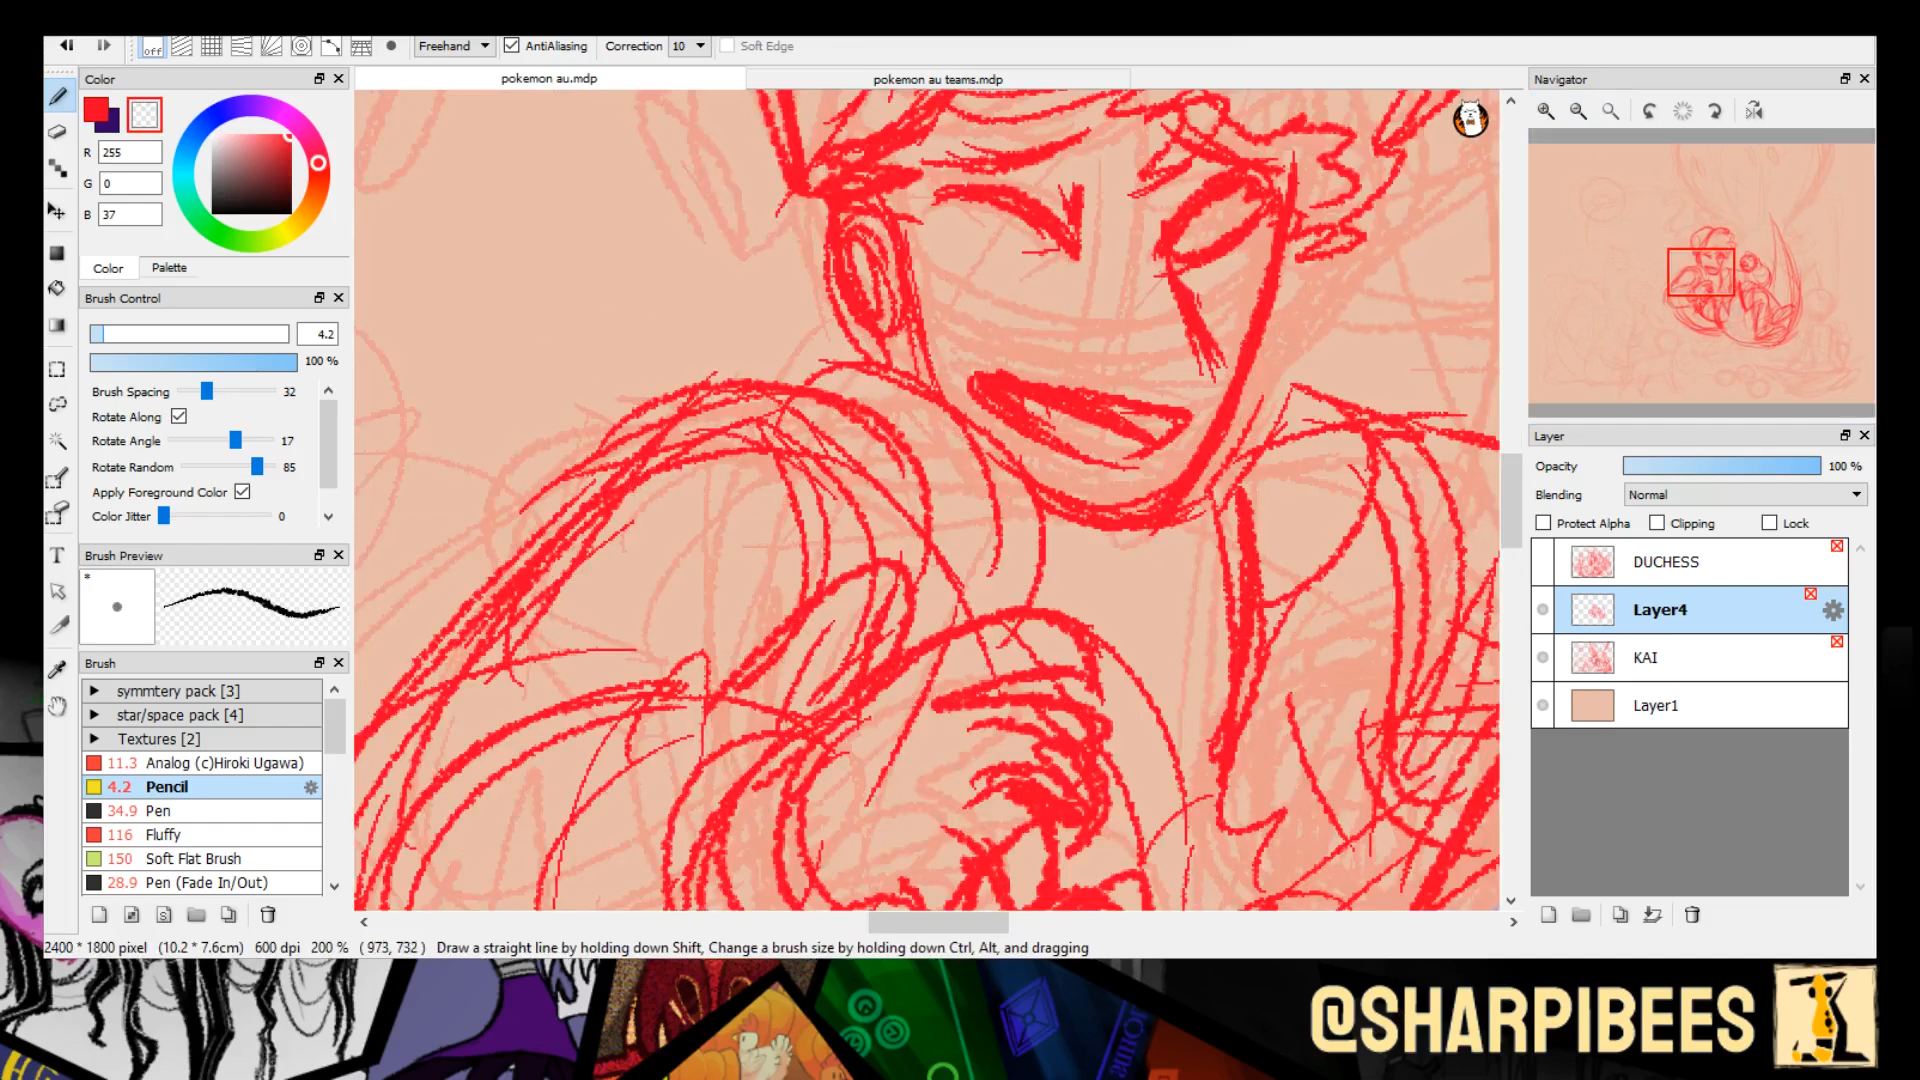 off Freehand AntiAliasing Correction 10 Soft Edge
Color
pokemon au.mdp
pokemon au teams.mdp
Navigator
R 255
G 0
B 37
Color Palette
Brush Control
4.2
100 %
Brush Spacing 32
Rotate Along
Rotate Angle 17
Rotate Random 85
Apply Foreground Color
Color Jitter 0
Brush Preview
*
Brush
symmtery pack [3]
star/space pack [4]
Textures [2]
11.3 Analog (c)Hiroki Ugawa)
4.2 Pencil
34.9 Pen
116 Fluffy
150 Soft Flat Brush
28.9 Pen (Fade In/Out)
Layer
Opacity 100 %
Blending Normal
Protect Alpha Clipping Lock
DUCHESS
Layer4
KAI
Layer1
2400 * 1800 pixel (10.2 * 7.6cm) 600 dpi 200 % ( 973, 732 ) Draw a straight line by holding down Shift, Change a brush size by holding down Ctrl, Alt, and dragging
@SHARPIBEES